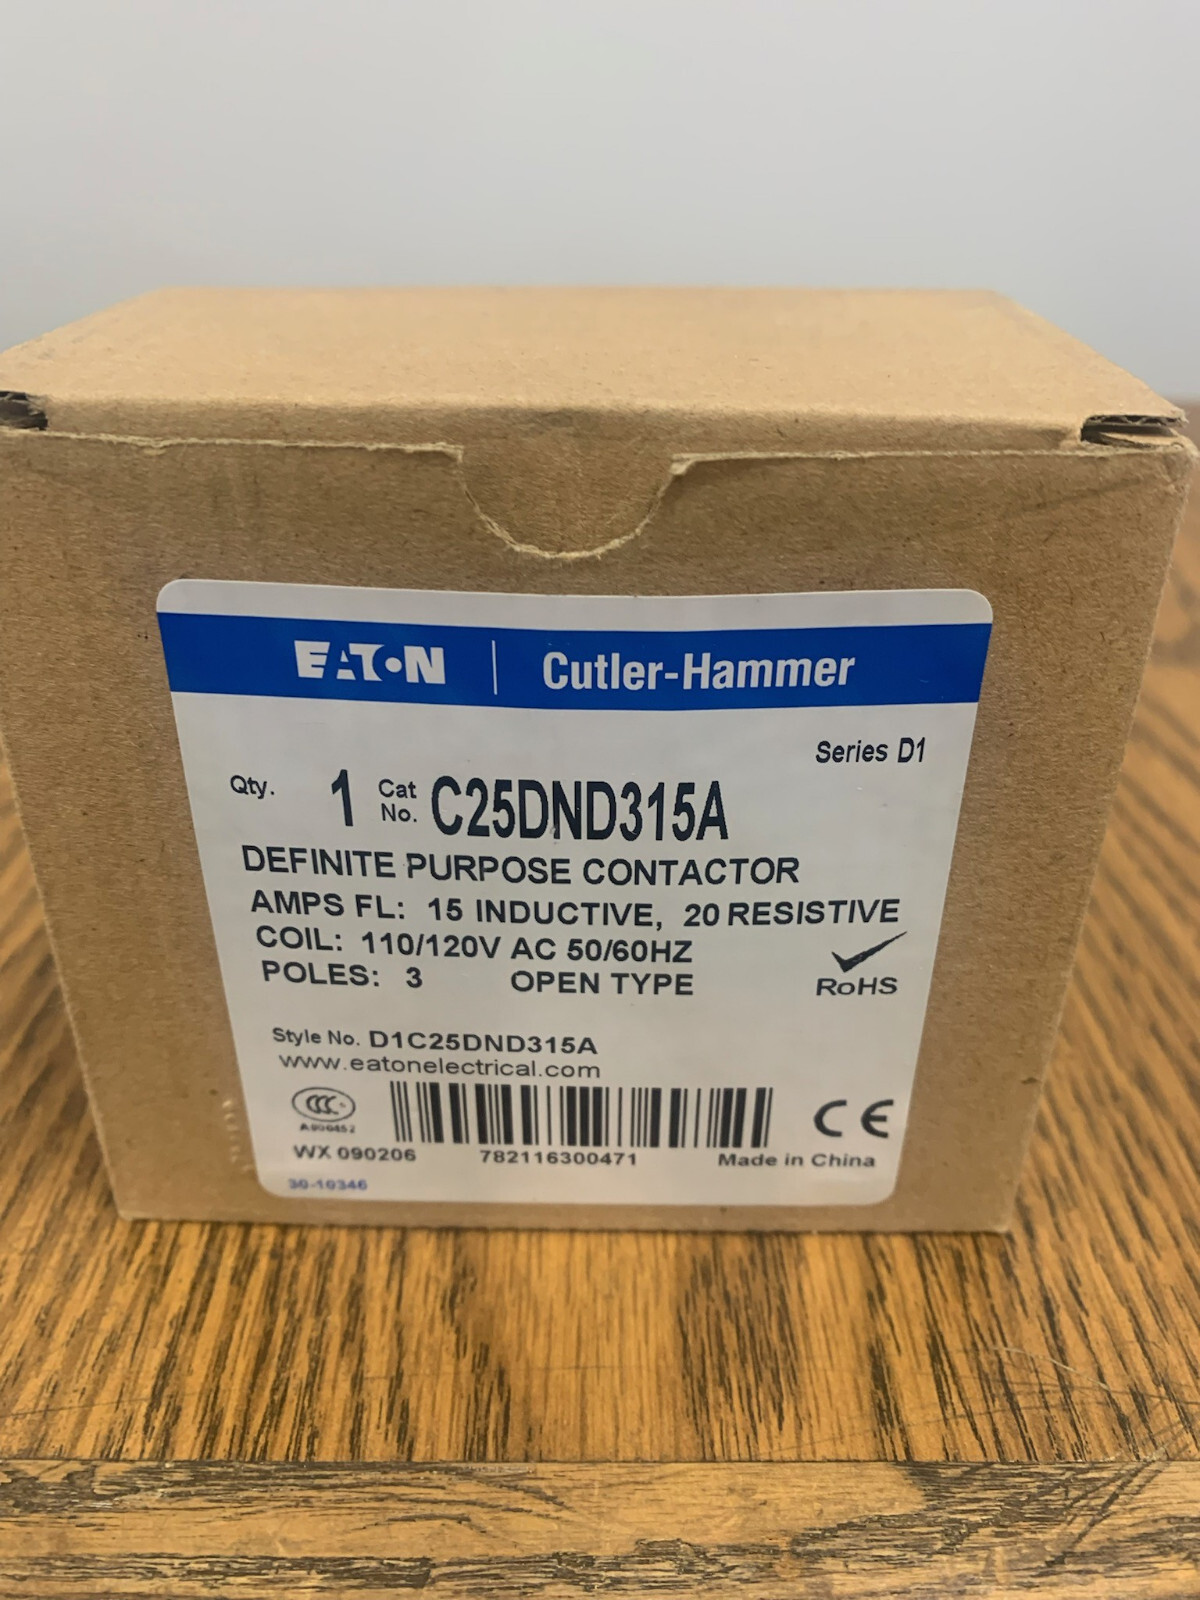 EATON | Cutler-Hammer
Series D1
Qty. 1 Cat No. C25DND315A
DEFINITE PURPOSE CONTACTOR
AMPS FL: 15 INDUCTIVE, 20 RESISTIVE
COIL: 110/120V AC 50/60HZ
POLES: 3 OPEN TYPE
RoHS
Style No. D1C25DND315A
www.eatonelectrical.com
CCC
CE
WX 090206 782116300471 Made in China
30-10346